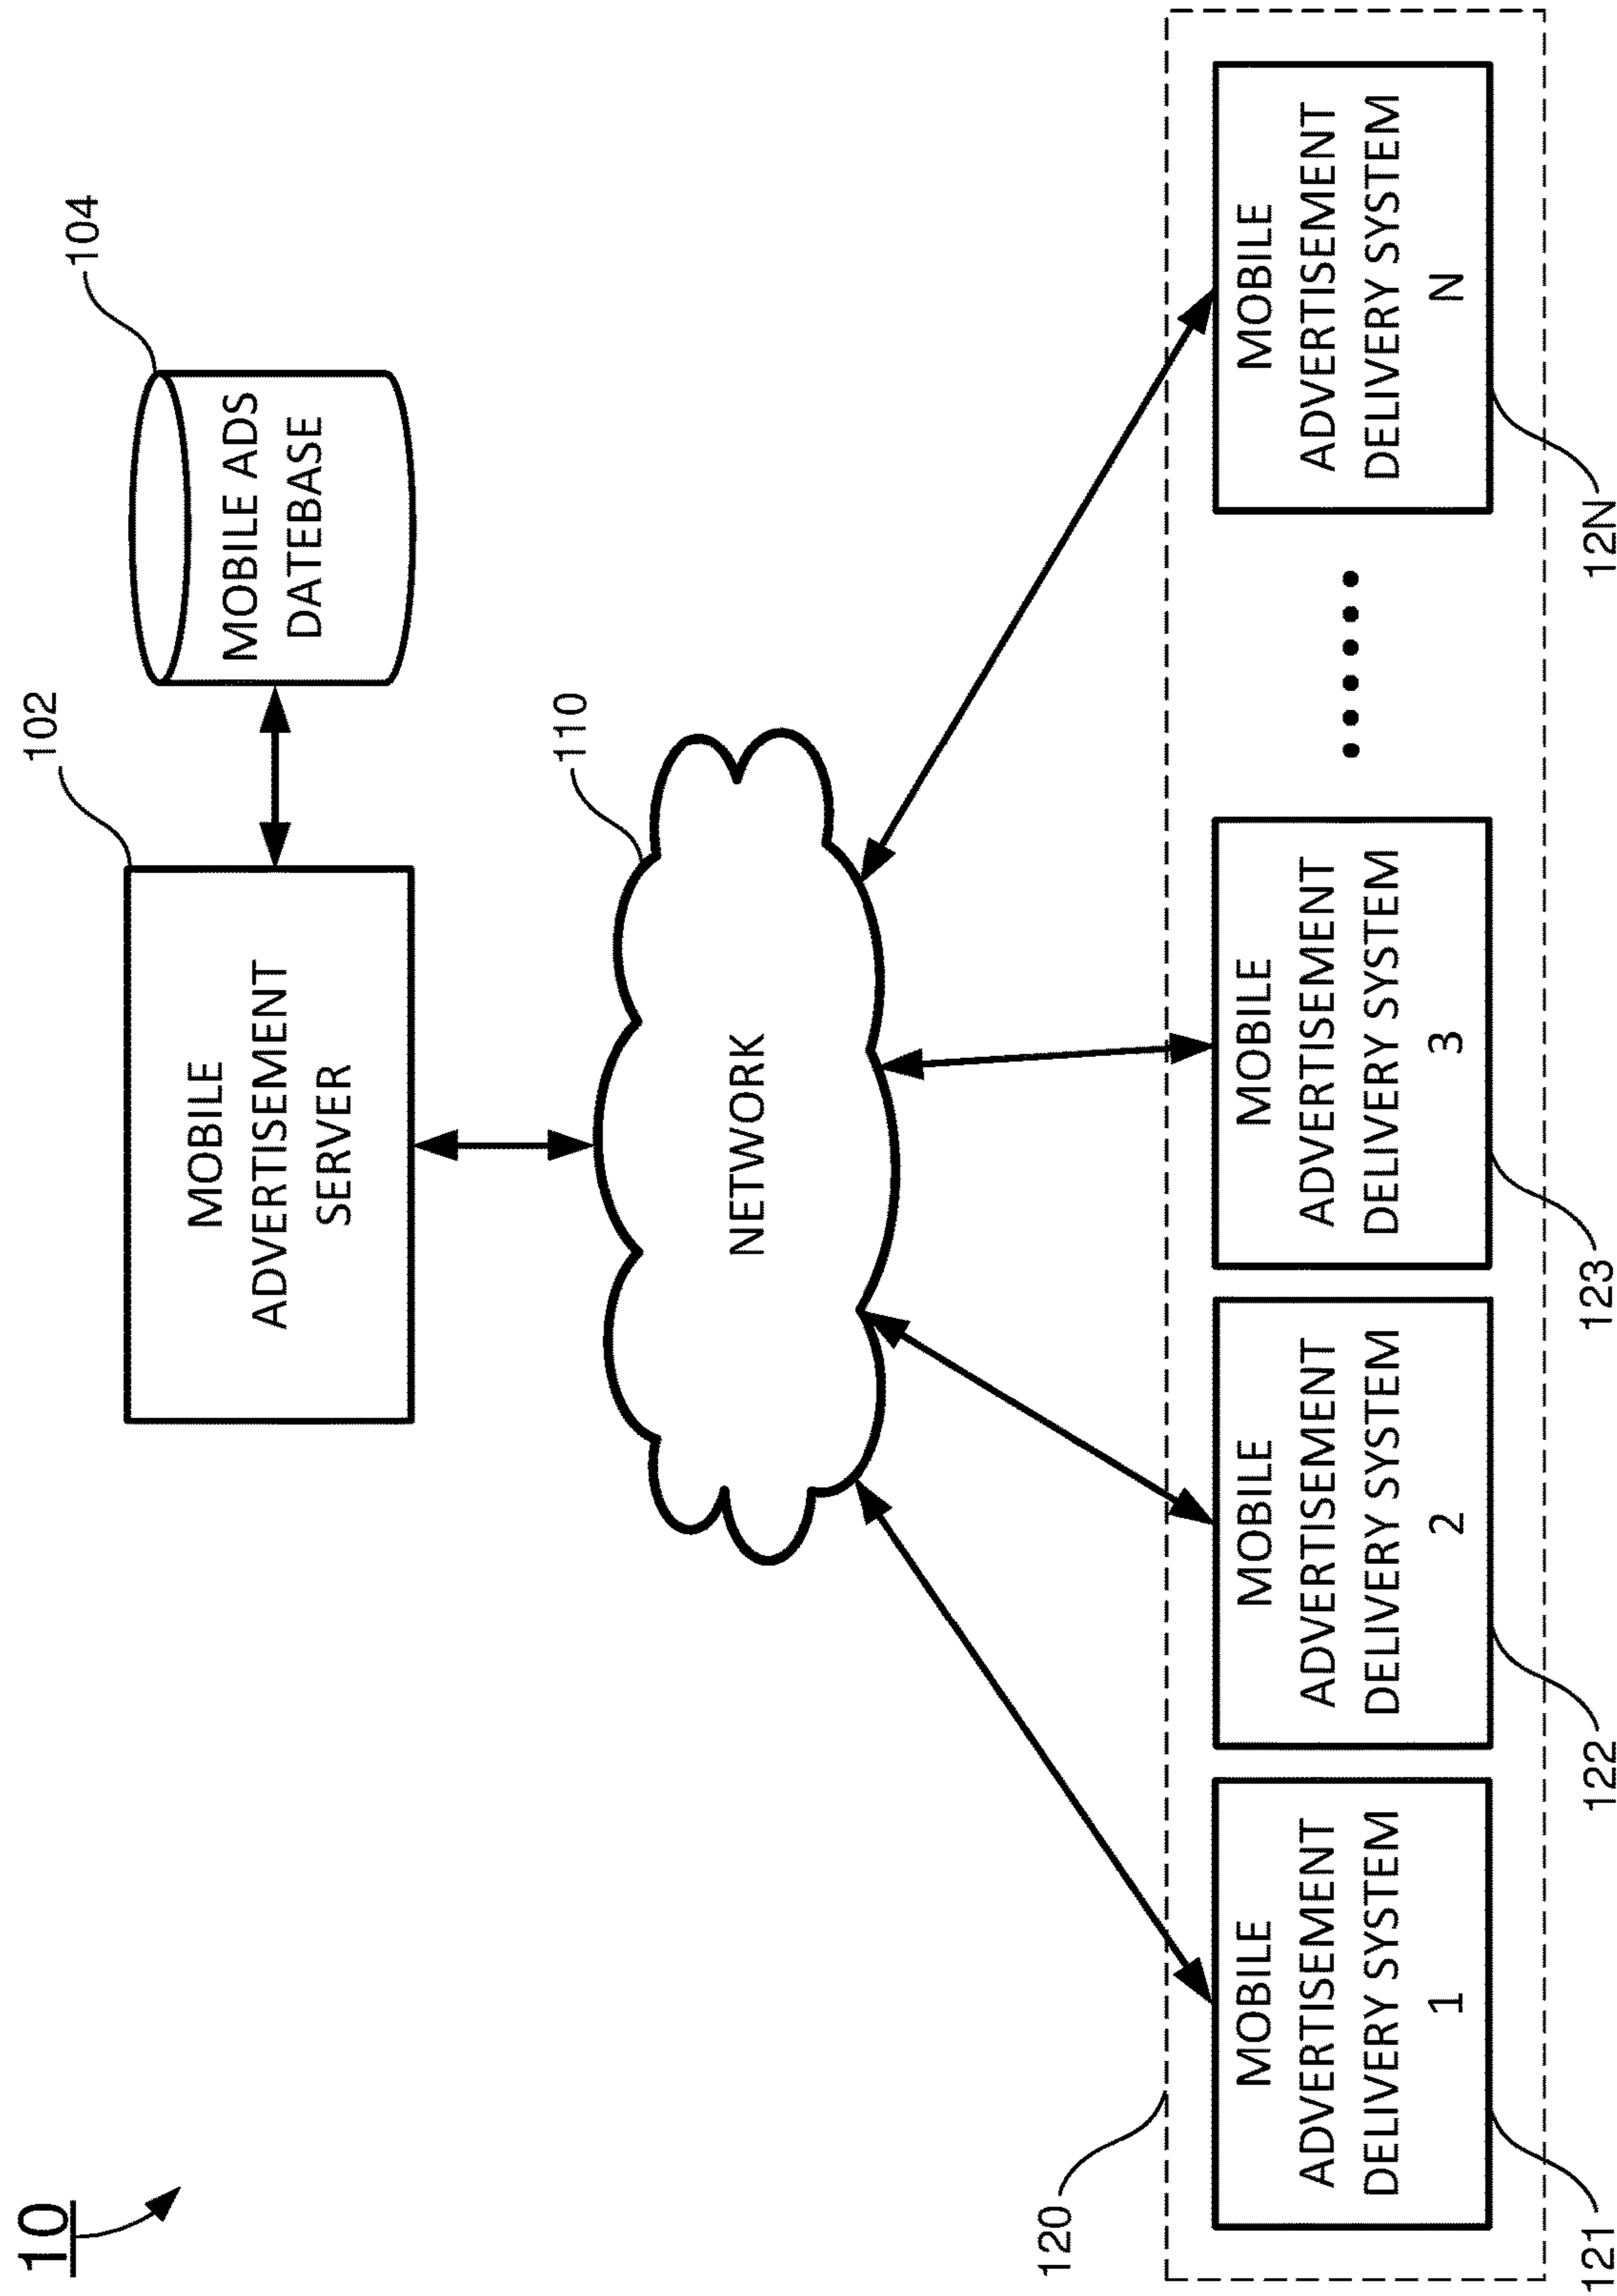 10
102
104
MOBILE
ADVERTISEMENT
SERVER
MOBILE ADS
DATEBASE
110
NETWORK
120
MOBILE
ADVERTISEMENT
DELIVERY SYSTEM
1
MOBILE
ADVERTISEMENT
DELIVERY SYSTEM
2
MOBILE
ADVERTISEMENT
DELIVERY SYSTEM
3
MOBILE
ADVERTISEMENT
DELIVERY SYSTEM
N
121
122
123
12N